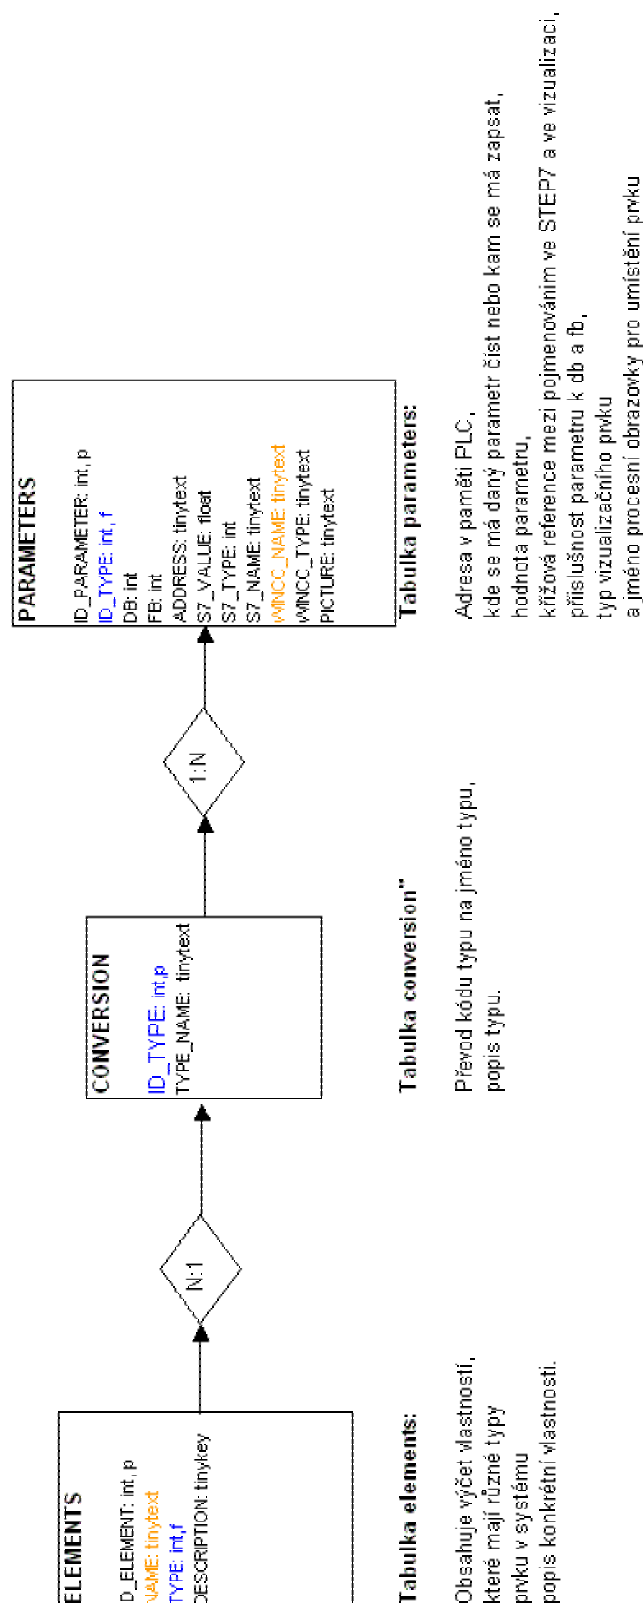 ELEMENTS
D_ELEMENT: int, p
NAME: tinytext
TYPE: int,f
DESCRIPTION: tinykey
N:1
CONVERSION
ID_TYPE: int,p
TYPE_NAME: tinytext
1:N
PARAMETERS
ID_PARAMETER: int, p
ID_TYPE: int, f
DB: int
FB: int
ADDRESS: tinytext
S7_VALUE: float
S7_TYPE: int
S7_NAME: tinytext
WINCC_NAME: tinytext
WINCC_TYPE: tinytext
PICTURE: tinytext
Tabulka elements:
Obsahuje výčet vlastností,
které mají různé typy
prvku v systému
popis konkrétní vlastnosti.
Tabulka conversion"
Převod kódu typu na jméno typu,
popis typu.
Tabulka parameters:
Adresa v paměti PLC,
kde se má daný parametr číst nebo kam se má zapsat,
hodnota parametru,
křížová reference mezi pojmenováním ve STEP7 a ve vizualizaci,
příslušnost parametru k db a fb,
typ vizualizačního prvku
a jméno procesní obrazovky pro umístění prvku